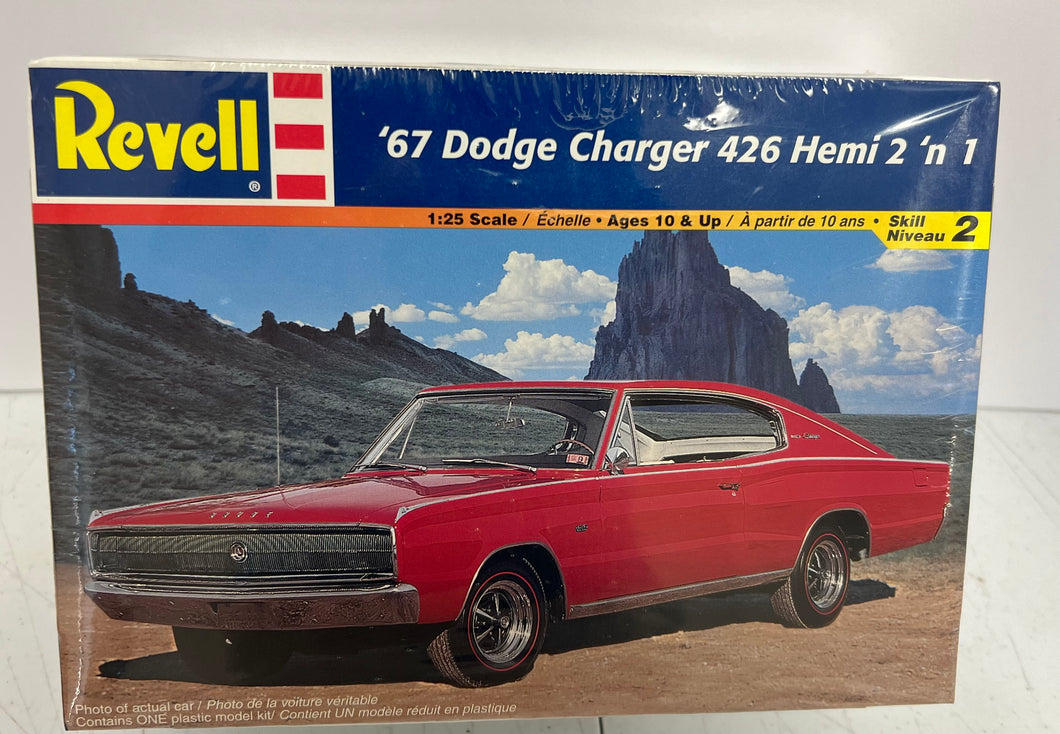 Revell®
'67 Dodge Charger 426 Hemi 2 'n 1
1:25 Scale / Échelle • Ages 10 & Up / À partir de 10 ans • Skill Niveau 2
DODGE
Photo of actual car / Photo de la voiture véritable
Contains ONE plastic model kit/ Contient UN modèle réduit en plastique